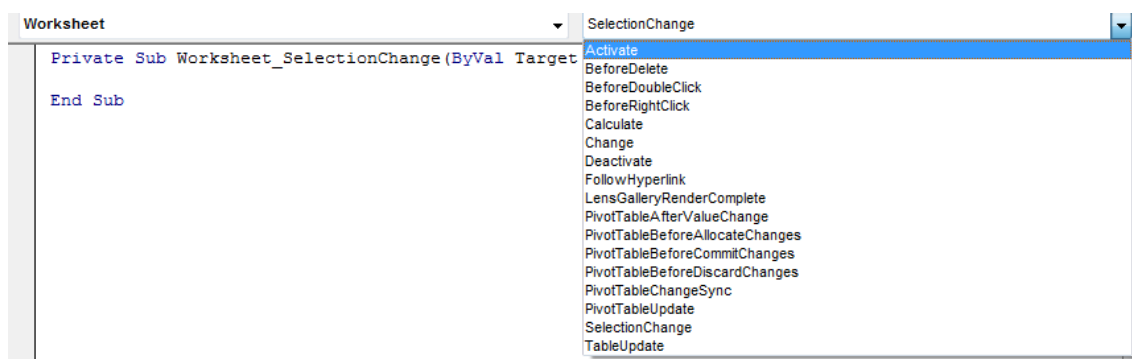 Worksheet SelectionChange
Private Sub Worksheet_SelectionChange(ByVal Target
End Sub
Activate
BeforeDelete
BeforeDoubleClick
BeforeRightClick
Calculate
Change
Deactivate
FollowHyperlink
LensGalleryRenderComplete
PivotTableAfterValueChange
PivotTableBeforeAllocateChanges
PivotTableBeforeCommitChanges
PivotTableBeforeDiscardChanges
PivotTableChangeSync
PivotTableUpdate
SelectionChange
TableUpdate